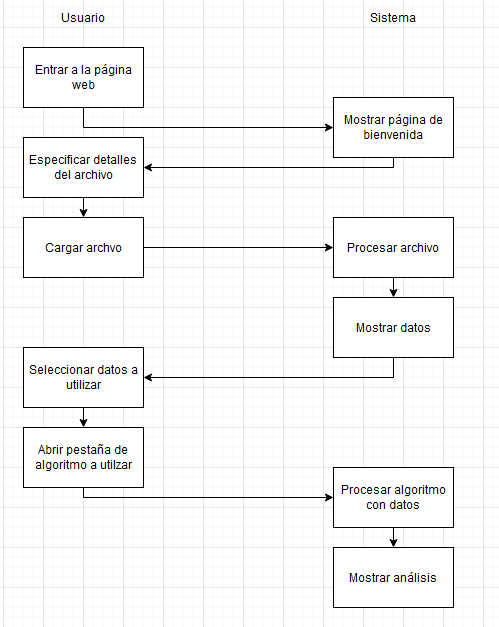 Usuario
Sistema
Entrar a la página
web
Mostrar página de
bienvenida
Especificar detalles
del archivo
Cargar archvo
Procesar archivo
Mostrar datos
Seleccionar datos a
utilizar
Abrir pestaña de
algoritmo a utilzar
Procesar algoritmo
con datos
Mostrar análisis